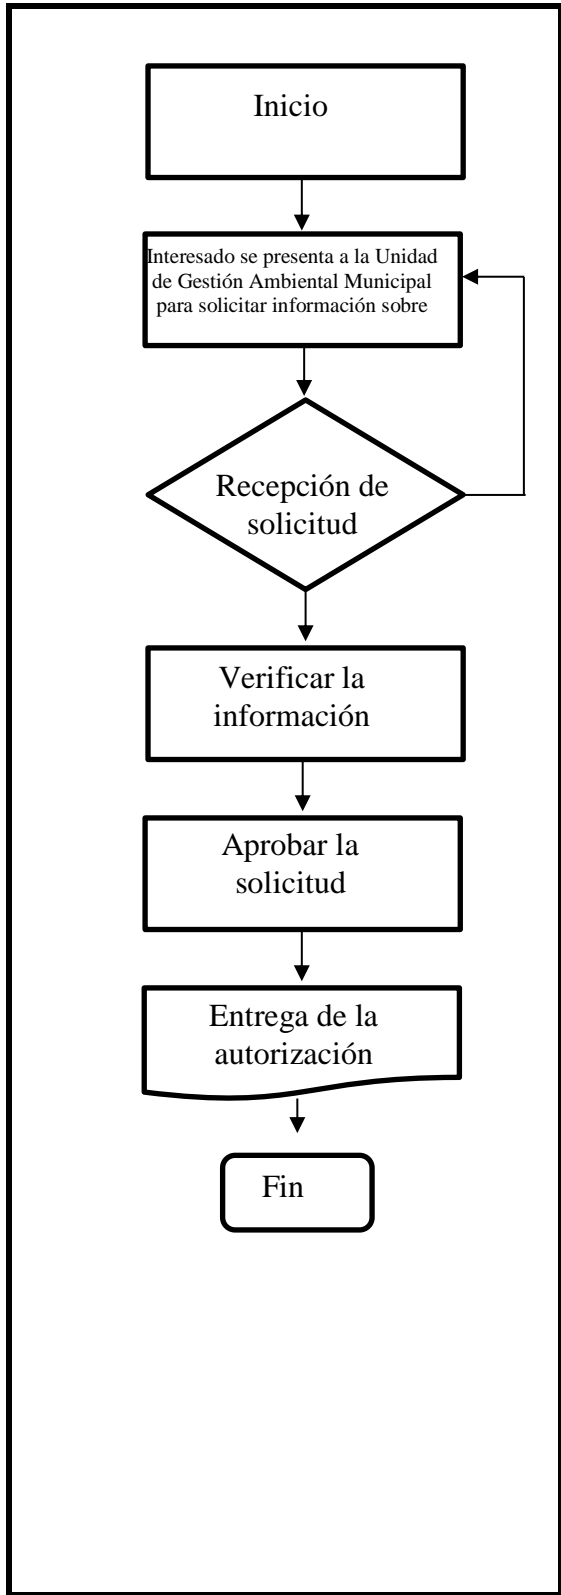 Inicio
Interesado se presenta a la Unidad
de Gestión Ambiental Municipal
para solicitar información sobre
Recepción de
solicitud
Verificar la
información
Aprobar la
solicitud
Entrega de la
autorización
Fin